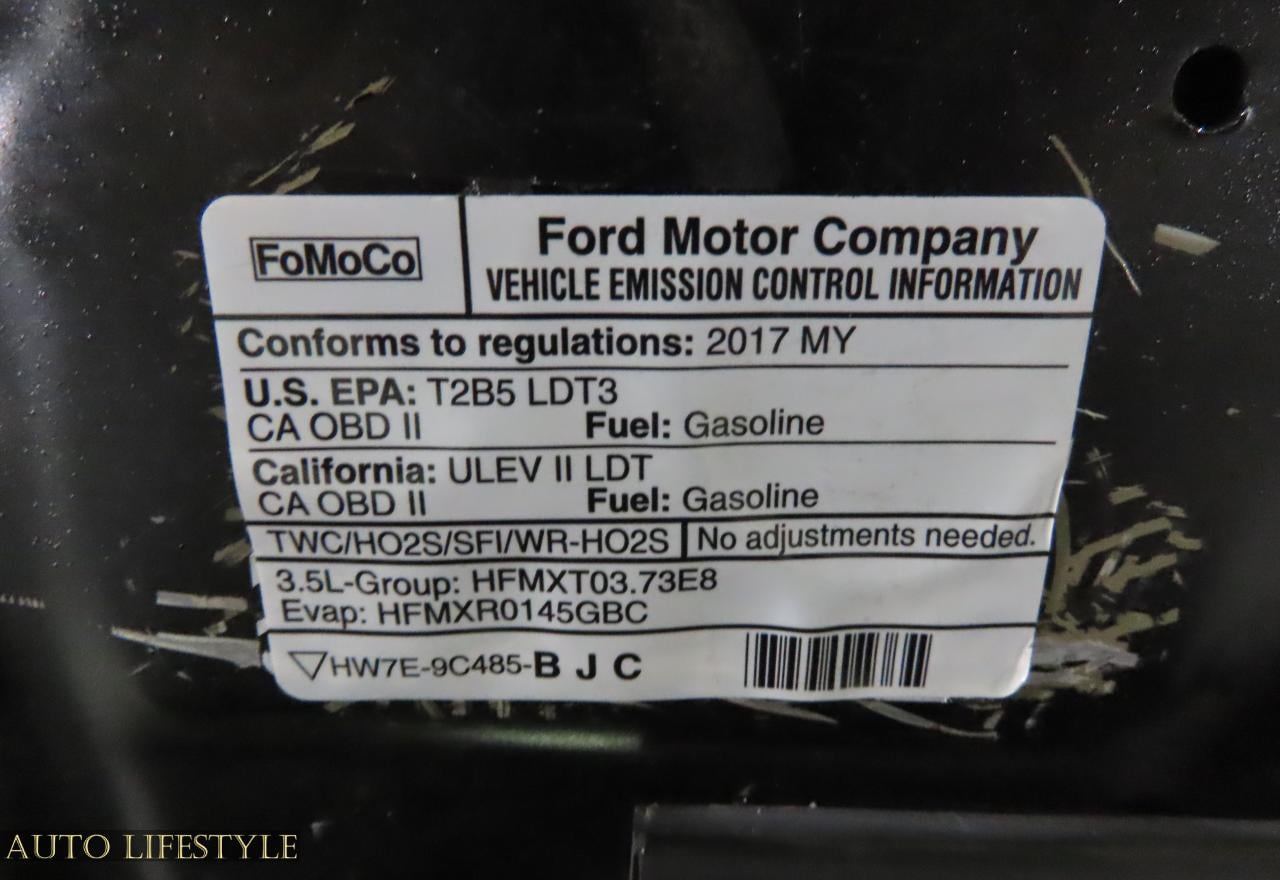 FoMoCo
Ford Motor Company
VEHICLE EMISSION CONTROL INFORMATION
Conforms to regulations: 2017 MY
U.S. EPA: T2B5 LDT3
CA OBD II Fuel: Gasoline
California: ULEV II LDT
CA OBD II Fuel: Gasoline
TWC/HO2S/SFI/WR-HO2S No adjustments needed.
3.5L-Group: HFMXT03.73E8
Evap: HFMXR0145GBC
HW7E-9C485-B J C
AUTO LIFESTYLE